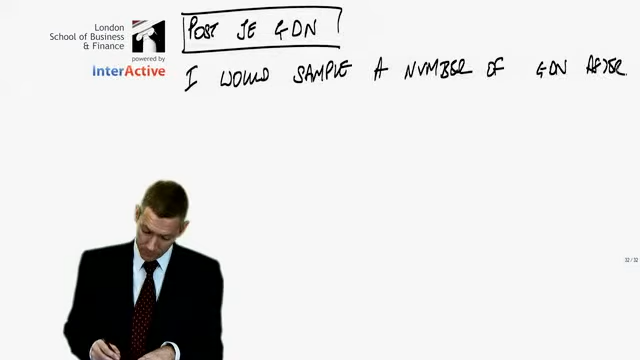 London
School of Business
& Finance
powered by
InterActive
POST JE GDN
I WOULD SAMPLE A NUMBER OF GDN AFTER
32 / 32